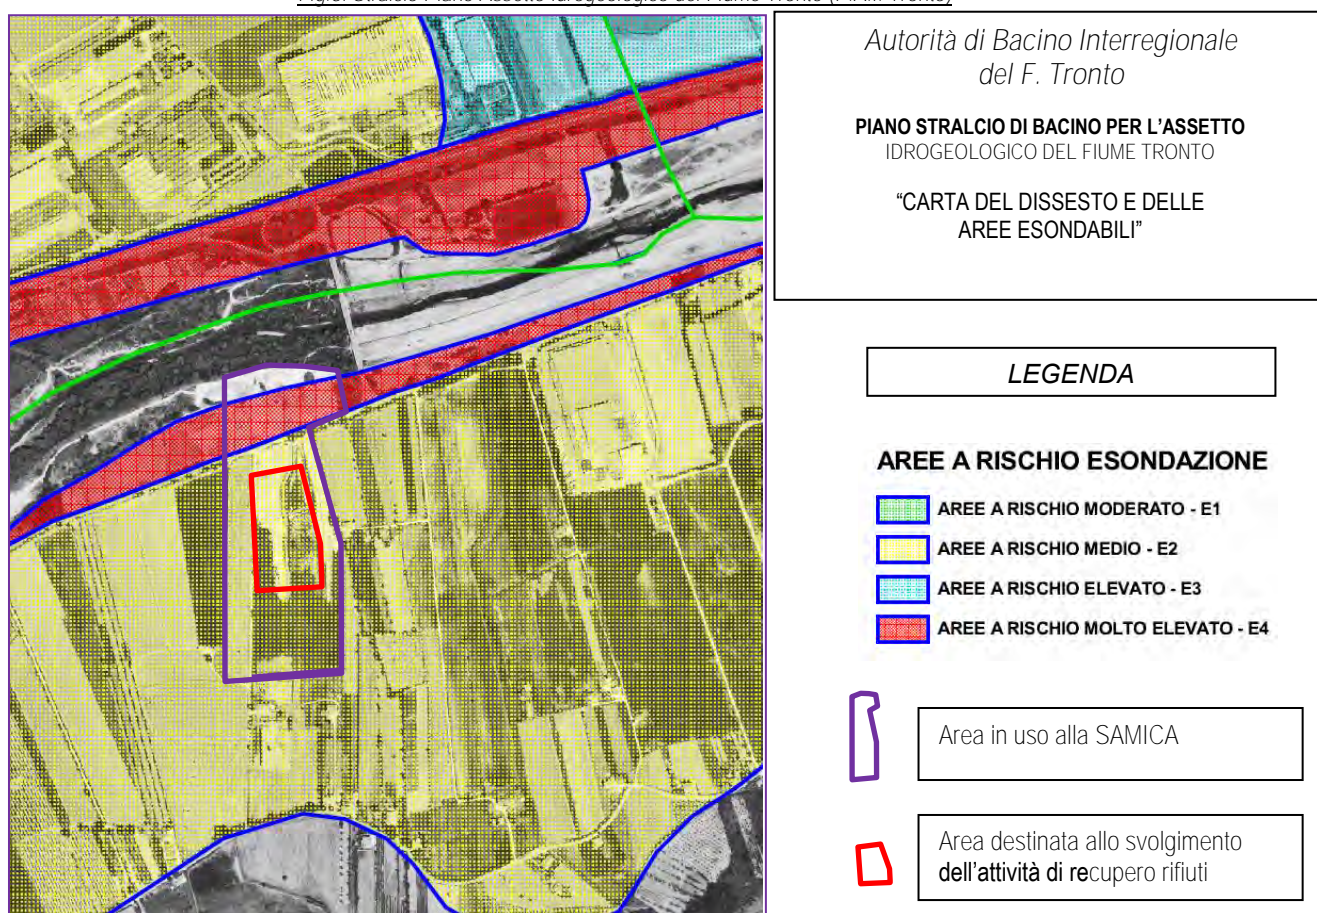 Autorità di Bacino Interregionale
del F. Tronto
PIANO STRALCIO DI BACINO PER L'ASSETTO
IDROGEOLOGICO DEL FIUME TRONTO
“CARTA DEL DISSESTO E DELLE
AREE ESONDABILI”
LEGENDA
AREE A RISCHIO ESONDAZIONE
AREE A RISCHIO MODERATO - E1
AREE A RISCHIO MEDIO - E2
AREE A RISCHIO ELEVATO - E3
AREE A RISCHIO MOLTO ELEVATO - E4
Area in uso alla SAMICA
Area destinata allo svolgimento
dell'attività di recupero rifiuti